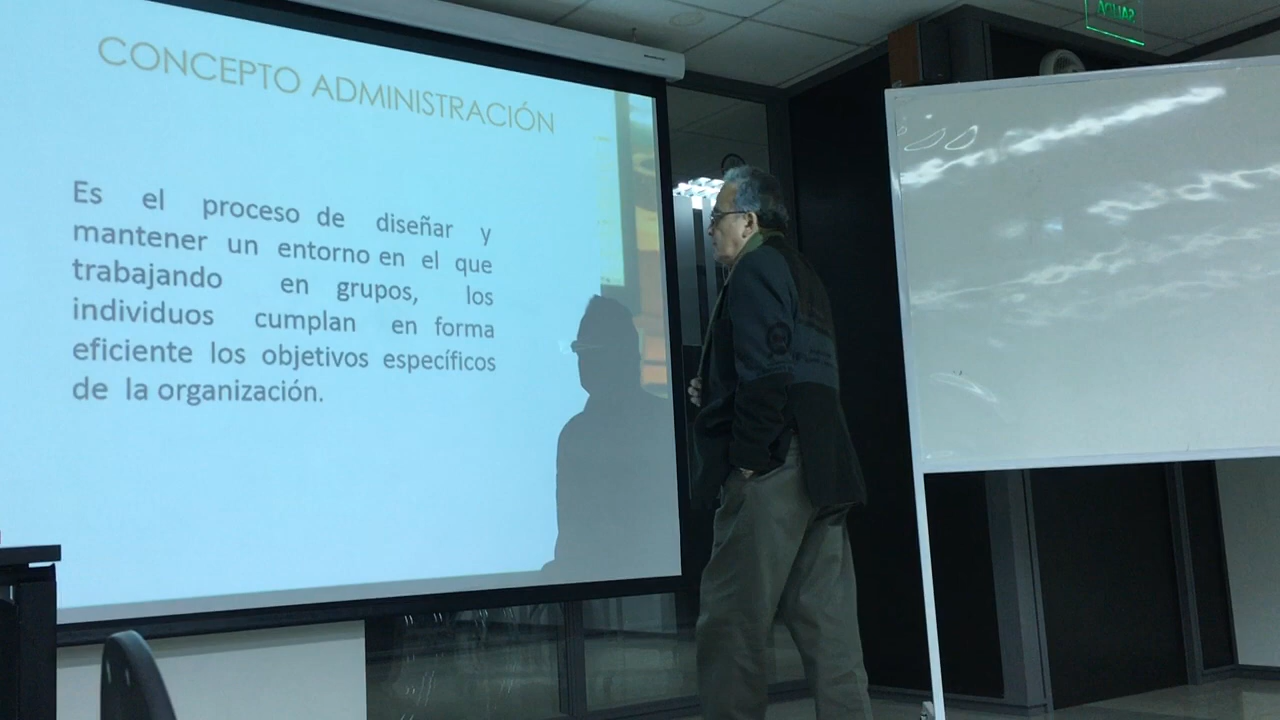 CONCEPTO ADMINISTRACIÓN
Es el proceso de diseñar y
mantener un entorno en el que
trabajando en grupos, los
individuos cumplan en forma
eficiente los objetivos específicos
de la organización.
SALIDA